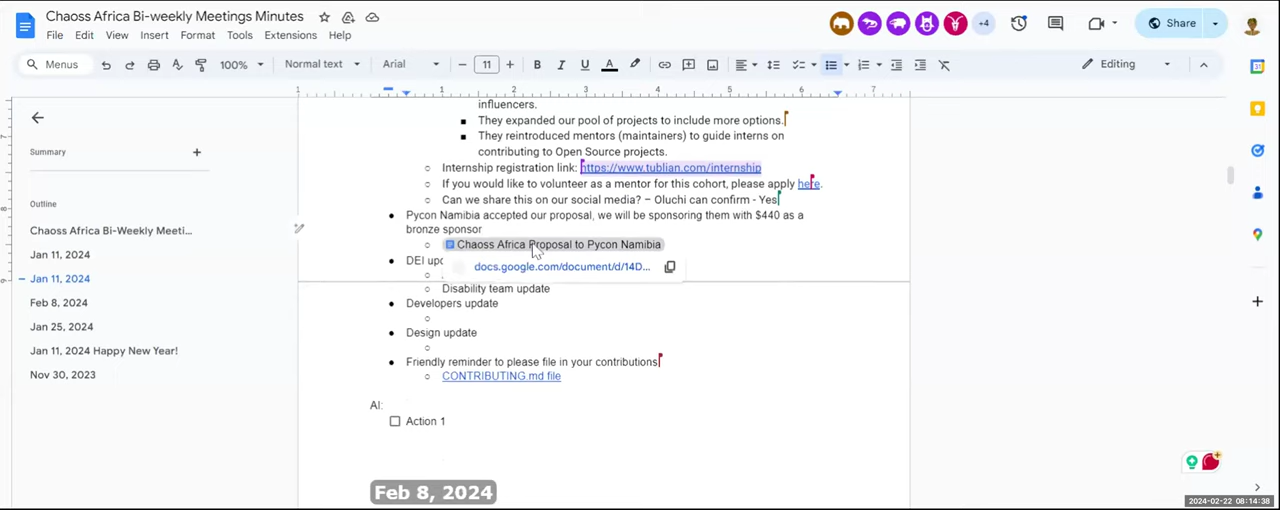 Chaoss Africa Bi-weekly Meetings Minutes
File Edit View Insert Format Tools Extensions Help
+4
Share
Menus
100%
Normal text
Arial
11
B I U A
Editing
1 1 2 3 4 5 6 7
Summary
Outline
Chaoss Africa Bi-Weekly Meeti...
Jan 11, 2024
Jan 11, 2024
Feb 8, 2024
Jan 25, 2024
Jan 11, 2024 Happy New Year!
Nov 30, 2023
influencers.
They expanded our pool of projects to include more options.
They reintroduced mentors (maintainers) to guide interns on
contributing to Open Source projects.
Internship registration link: https://www.tublian.com/internship
If you would like to volunteer as a mentor for this cohort, please apply here.
Can we share this on our social media? – Oluchi can confirm - Yes
Pycon Namibia accepted our proposal, we will be sponsoring them with $440 as a
bronze sponsor
Chaoss Africa Proposal to Pycon Namibia
DEI upd
docs.google.com/document/d/14D...
Disability team update
Developers update
Design update
Friendly reminder to please file in your contributions
CONTRIBUTING.md file
AI:
Action 1
Feb 8, 2024
2024-02-22 08:14:38